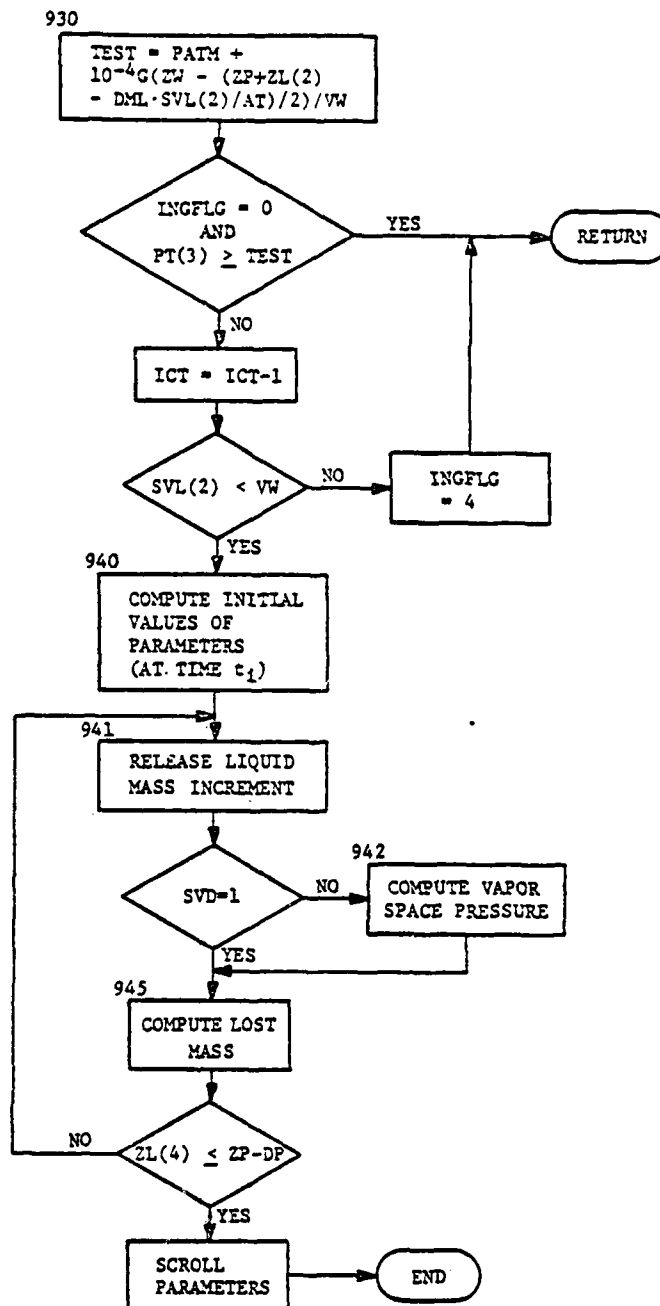 930
TEST = PATM +
10⁻⁴G(ZW - (ZP+ZL(2)
- DML·SVL(2)/AT)/2)/VW
INGFLG = 0
AND
PT(3) ≥ TEST
YES
RETURN
NO
ICT = ICT-1
SVL(2) < VW
NO
INGFLG
= 4
YES
940
COMPUTE INITIAL
VALUES OF
PARAMETERS
(AT. TIME t₁)
941
RELEASE LIQUID
MASS INCREMENT
SVD=1
NO
942
COMPUTE VAPOR
SPACE PRESSURE
YES
945
COMPUTE LOST
MASS
NO
ZL(4) ≤ ZP-DP
YES
SCROLL
PARAMETERS
END